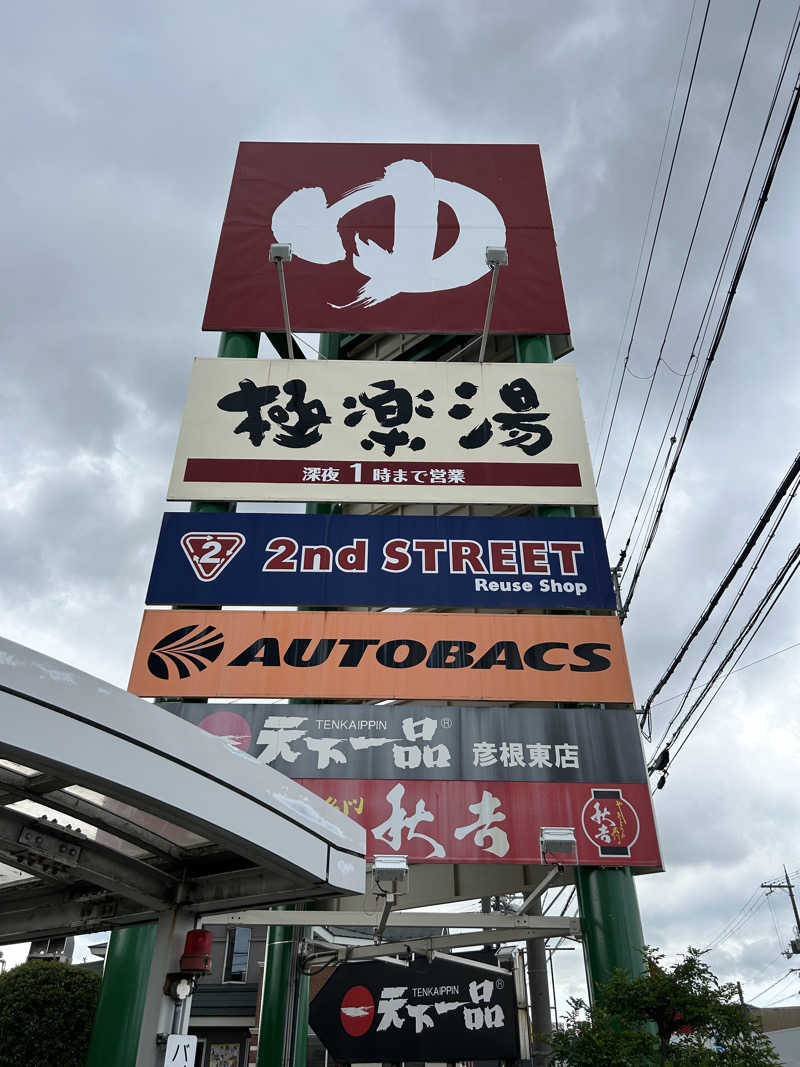 ゆ
極楽湯
深夜1時まで営業
2 2nd STREET
Reuse Shop
AUTOBACS
TENKAIPPIN
天下一品® 彦根東店
秋吉
秋吉
TENKAIPPIN
天下一品®
バ